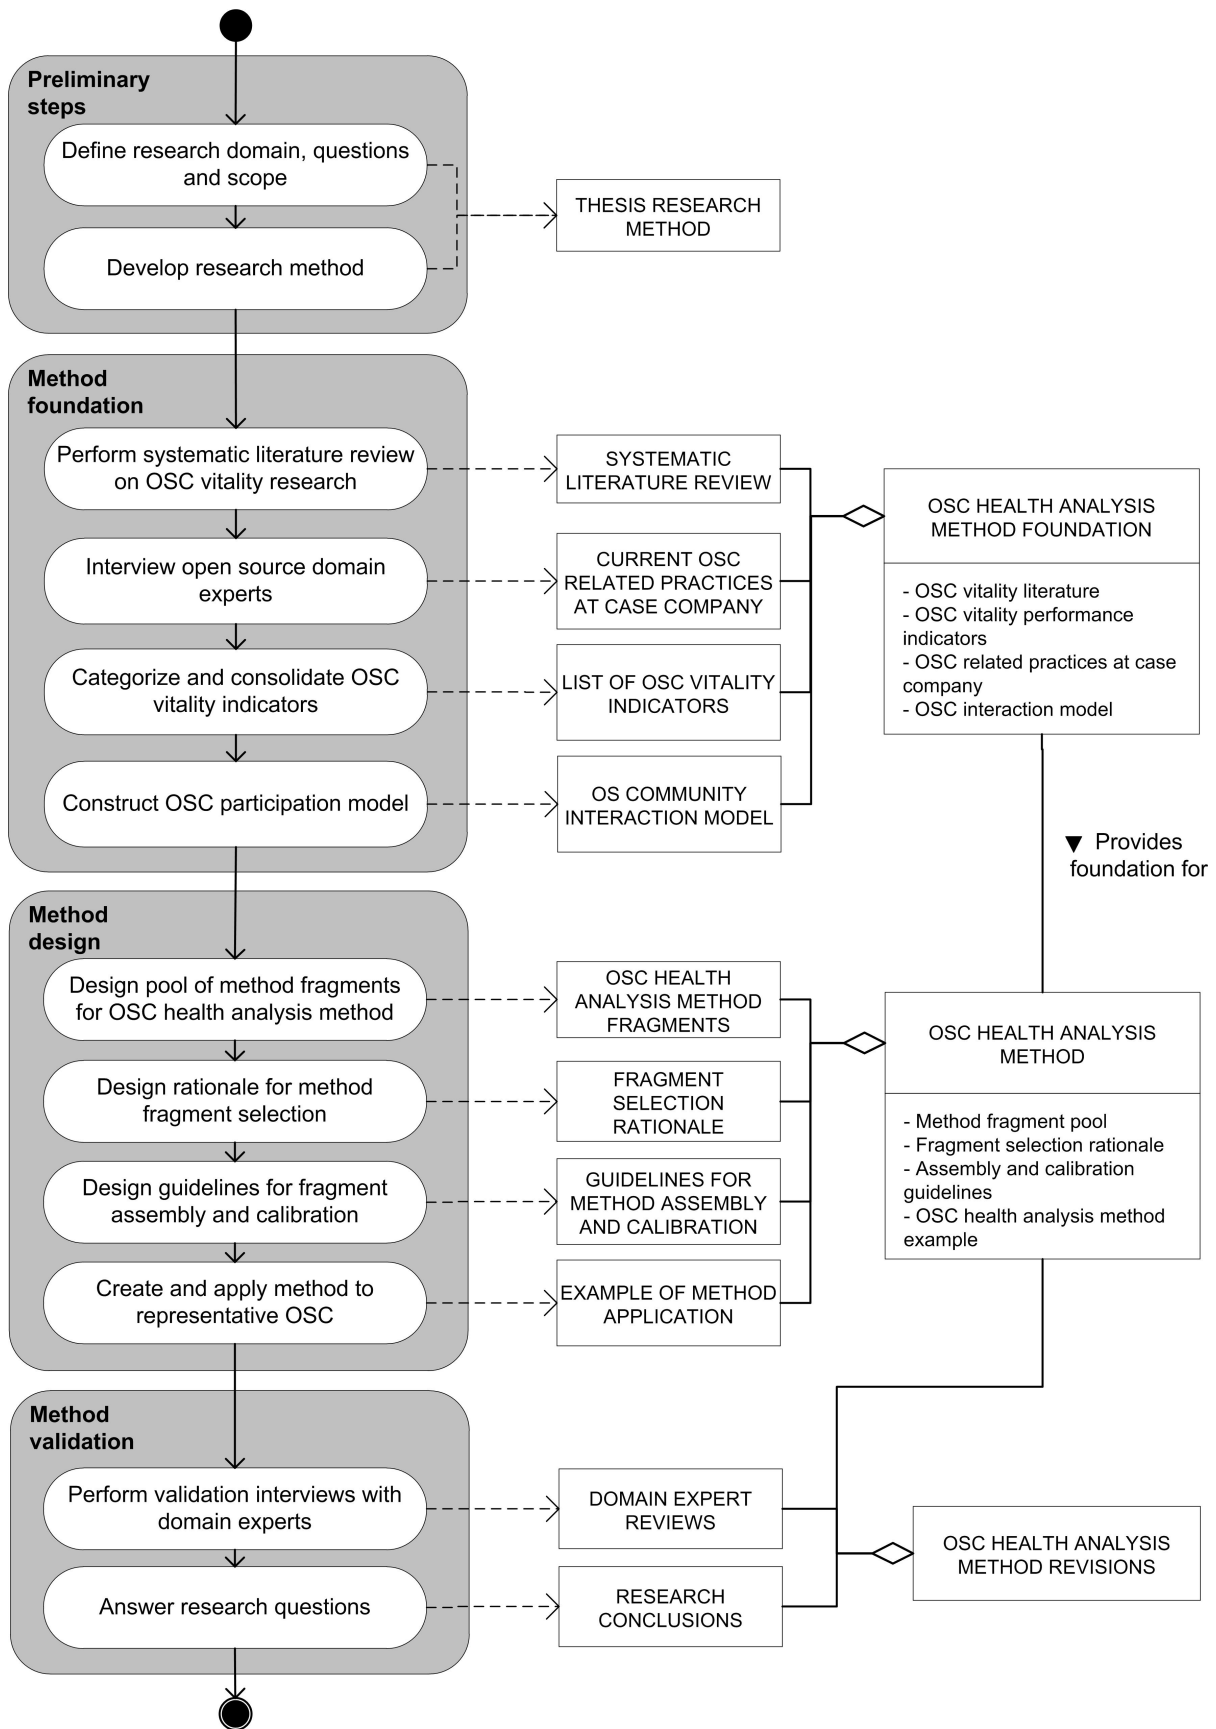 Preliminary
steps
Define research domain, questions
and scope
Develop research method
THESIS RESEARCH
METHOD
Method
foundation
Perform systematic literature review
on OSC vitality research
Interview open source domain
experts
Categorize and consolidate OSC
vitality indicators
Construct OSC participation model
SYSTEMATIC
LITERATURE REVIEW
CURRENT OSC
RELATED PRACTICES
AT CASE COMPANY
LIST OF OSC VITALITY
INDICATORS
OS COMMUNITY
INTERACTION MODEL
OSC HEALTH ANALYSIS
METHOD FOUNDATION
- OSC vitality literature
- OSC vitality performance
indicators
- OSC related practices at case
company
- OSC interaction model
▼ Provides
foundation for
Method
design
Design pool of method fragments
for OSC health analysis method
Design rationale for method
fragment selection
Design guidelines for fragment
assembly and calibration
Create and apply method to
representative OSC
OSC HEALTH
ANALYSIS METHOD
FRAGMENTS
FRAGMENT
SELECTION
RATIONALE
GUIDELINES FOR
METHOD ASSEMBLY
AND CALIBRATION
EXAMPLE OF METHOD
APPLICATION
OSC HEALTH ANALYSIS
METHOD
- Method fragment pool
- Fragment selection rationale
- Assembly and calibration
guidelines
- OSC health analysis method
example
Method
validation
Perform validation interviews with
domain experts
Answer research questions
DOMAIN EXPERT
REVIEWS
RESEARCH
CONCLUSIONS
OSC HEALTH ANALYSIS
METHOD REVISIONS